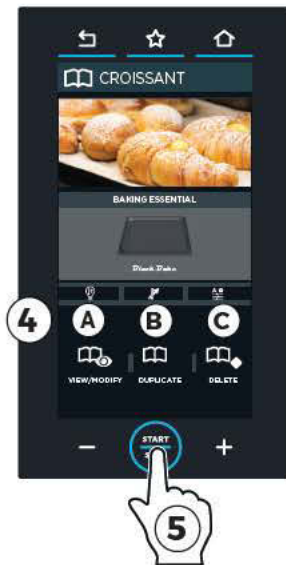 CROISSANT
BAKING ESSENTIAL
Black Bake
4 A B C
VIEW/MODIFY DUPLICATE DELETE
− START +
5